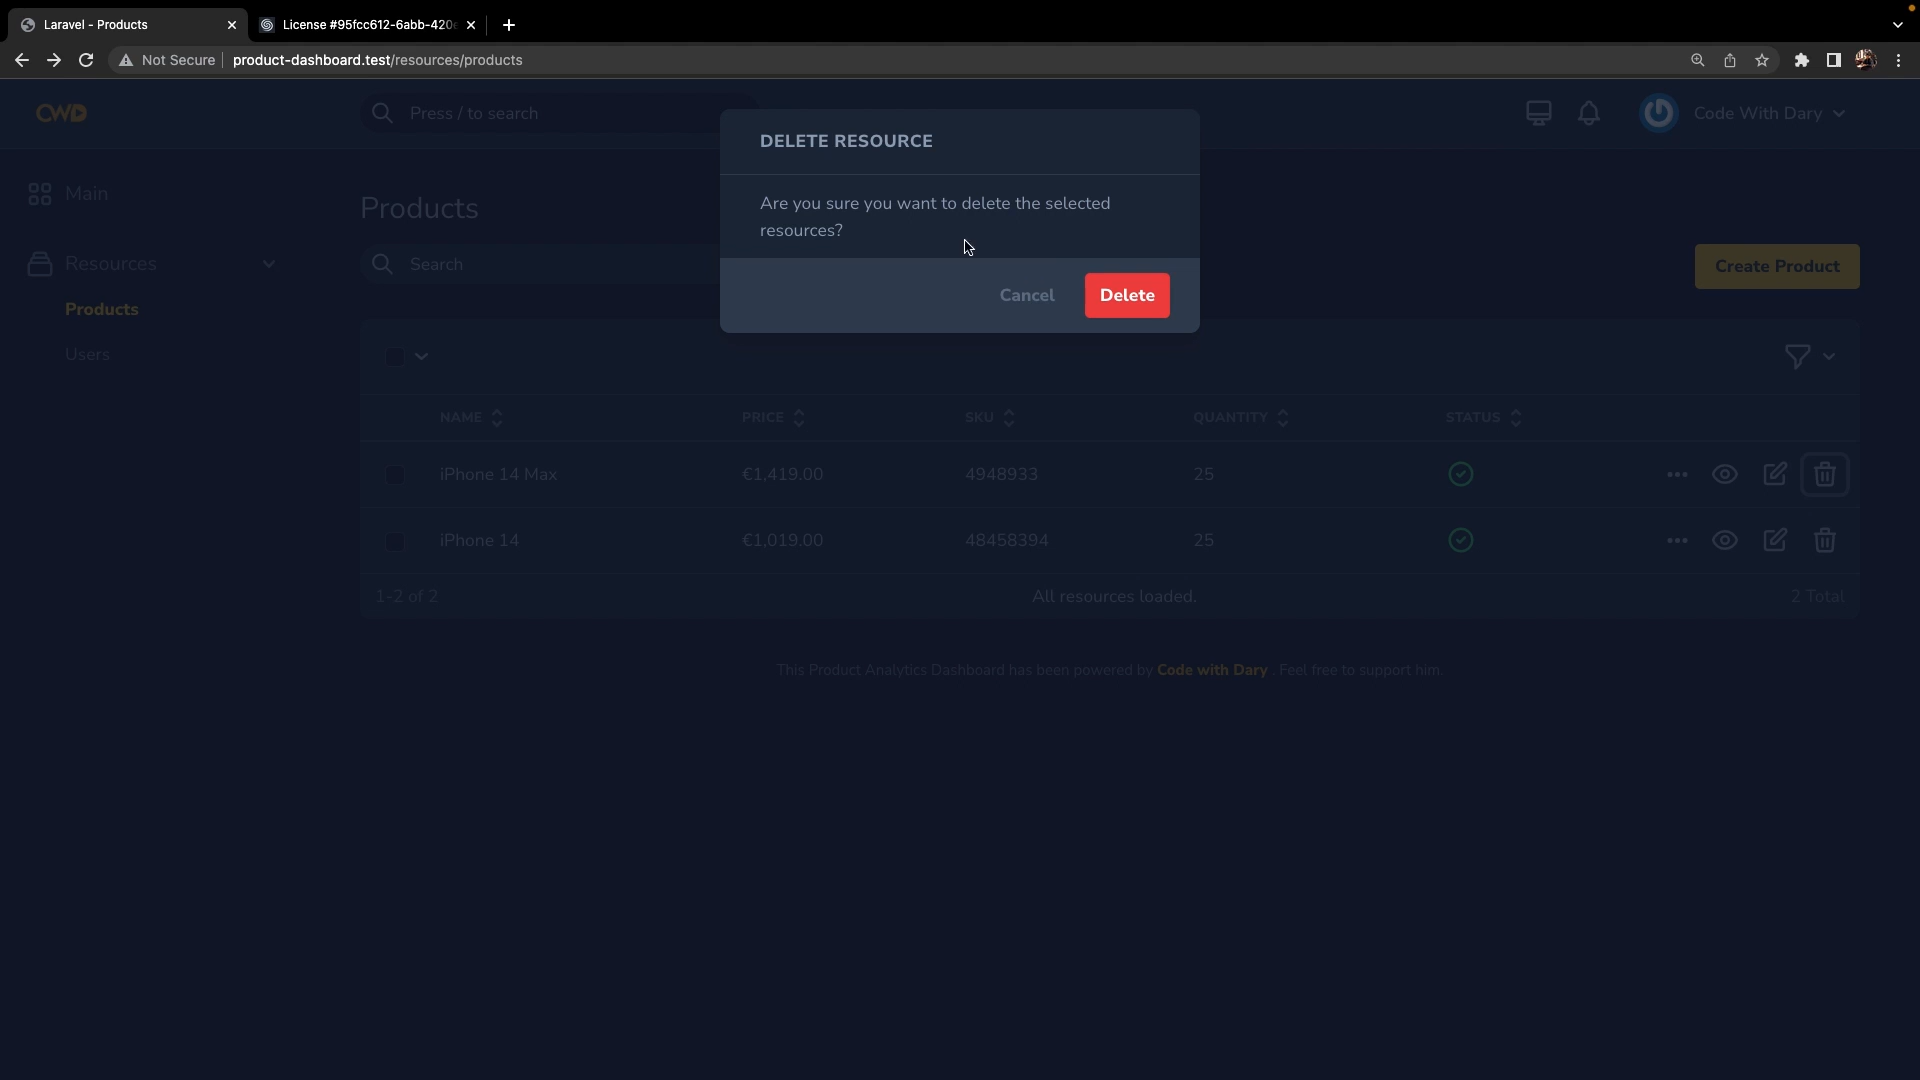 Laravel - Products
License #95fcc612-6abb-420
Not Secure
product-dashboard.test/resources/products
CWD
Press / to search
Code With Dary
DELETE RESOURCE
Are you sure you want to delete the selected
resources?
Cancel
Delete
Main
Resources
Products
Users
Products
Search
Create Product
NAME
PRICE
SKU
QUANTITY
STATUS
iPhone 14 Max
€1,419.00
4948933
25
iPhone 14
€1,019.00
48458394
25
1-2 of 2
All resources loaded.
2 Total
This Product Analytics Dashboard has been powered by Code with Dary . Feel free to support him.